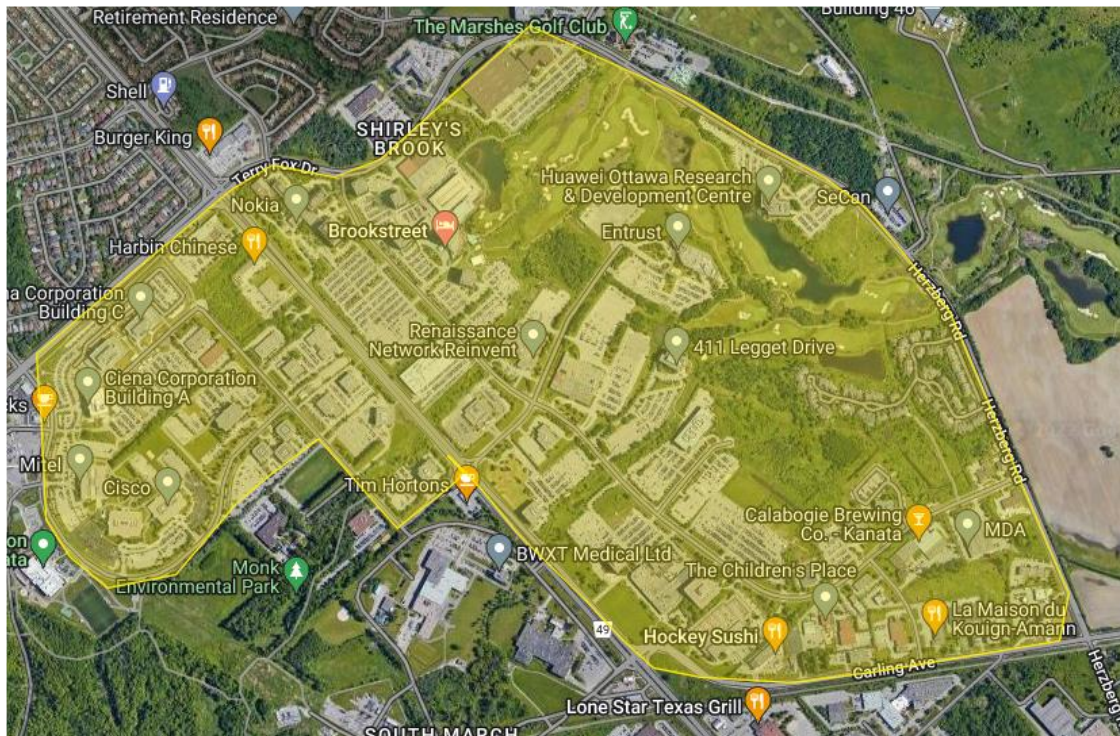 Retirement Residence
The Marshes Golf Club
Building 46
Shell
Burger King
SHIRLEY'S
BROOK
Terry Fox Dr
Huawei Ottawa Research
& Development Centre
SeCan
Nokia
Brookstreet
Entrust
Harbin Chinese
Herzberg Rd
na Corporation
Building C
Renaissance
Network Reinvent
411 Legget Drive
Ciena Corporation
Building A
ks
Herzberg Rd
Mitel
Cisco
Tim Hortons
Calabogie Brewing
Co. - Kanata
MDA
on
ata
BWXT Medical Ltd
Monk
Environmental Park
The Children's Place
La Maison du
Kouign-Amann
49
Hockey Sushi
Carling Ave
Herzberg
Lone Star Texas Grill
SOUTH MARCH